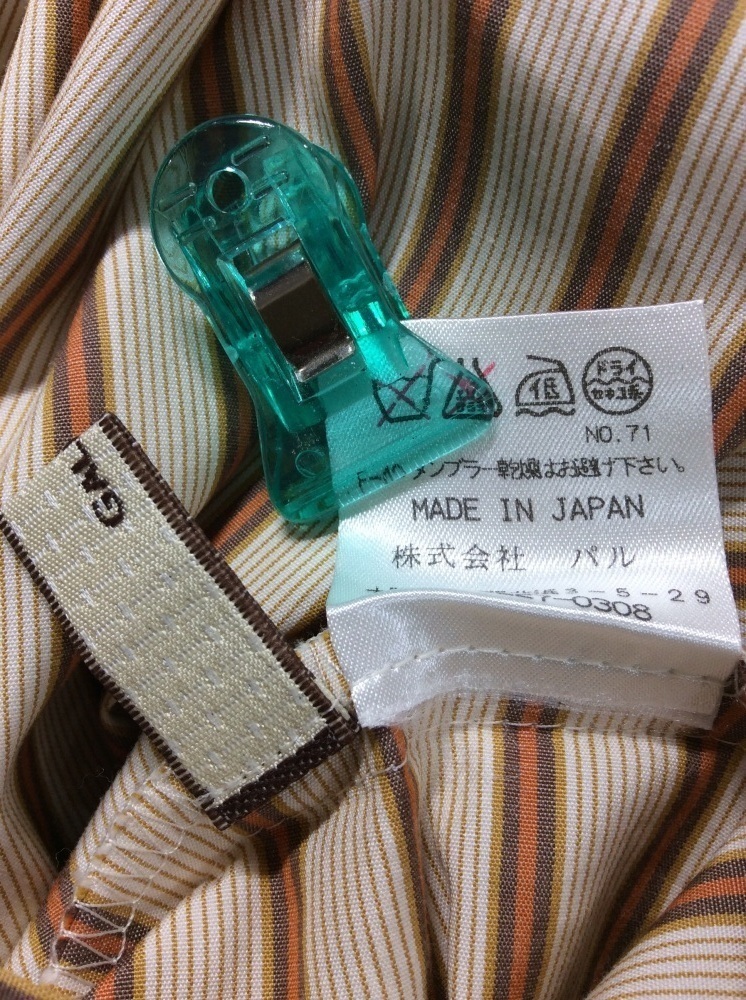 GAL
低
ドライ
セキユ系
NO.71
タンブラー乾燥はお避け下さい。
MADE IN JAPAN
株式会社 パル
3-5-29
0308